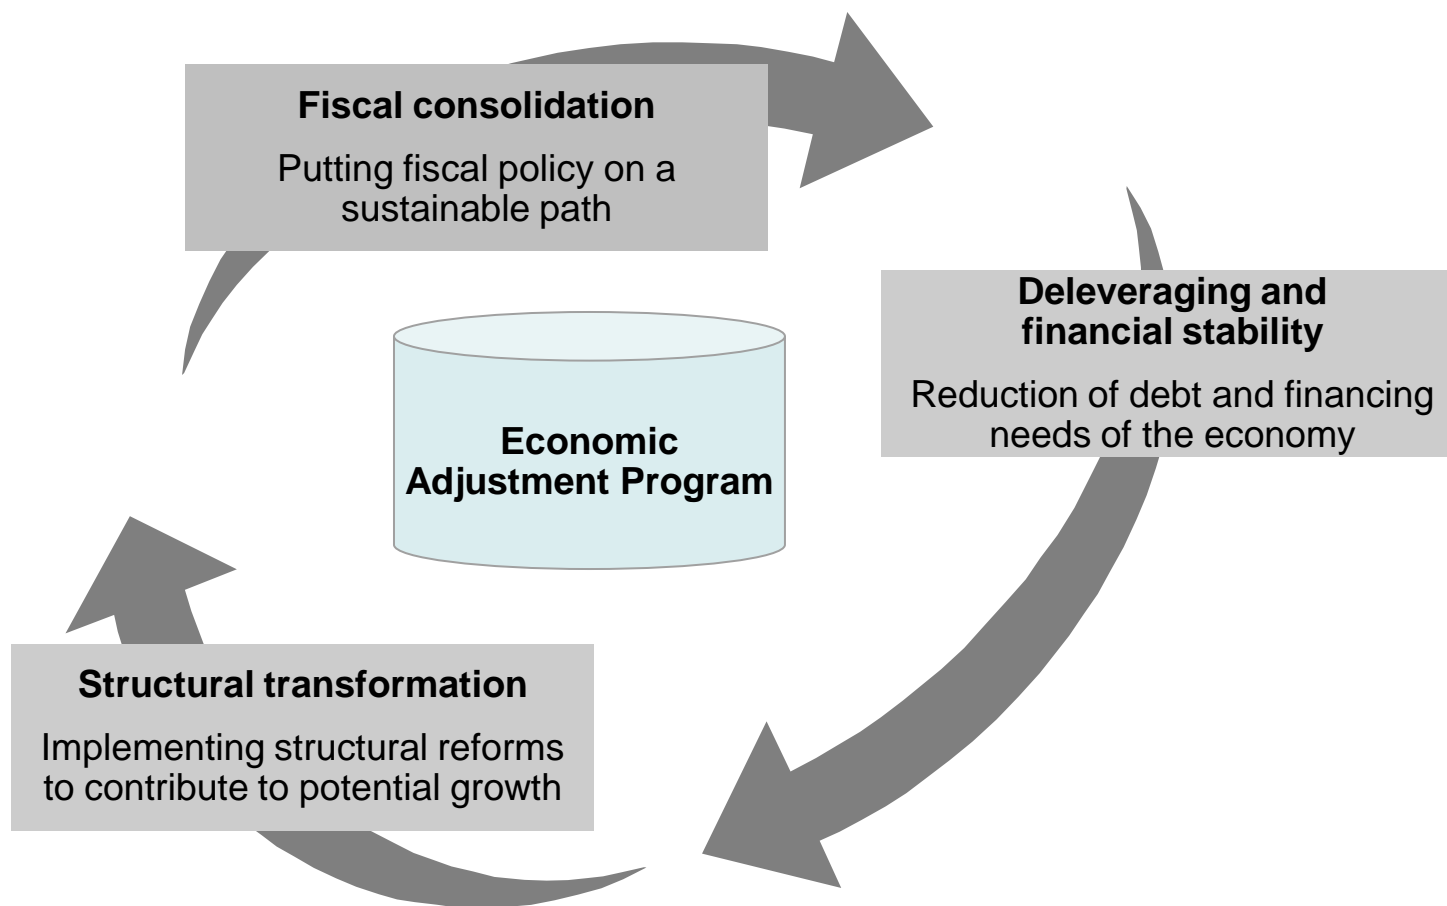 Fiscal consolidation
Putting fiscal policy on a
sustainable path
Deleveraging and
financial stability
Reduction of debt and financing
needs of the economy
Economic
Adjustment Program
Structural transformation
Implementing structural reforms
to contribute to potential growth